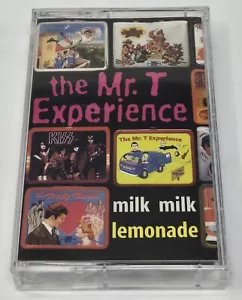 the Mr. T
Experience
KISS
The Mr. T Experience
milk milk
lemonade